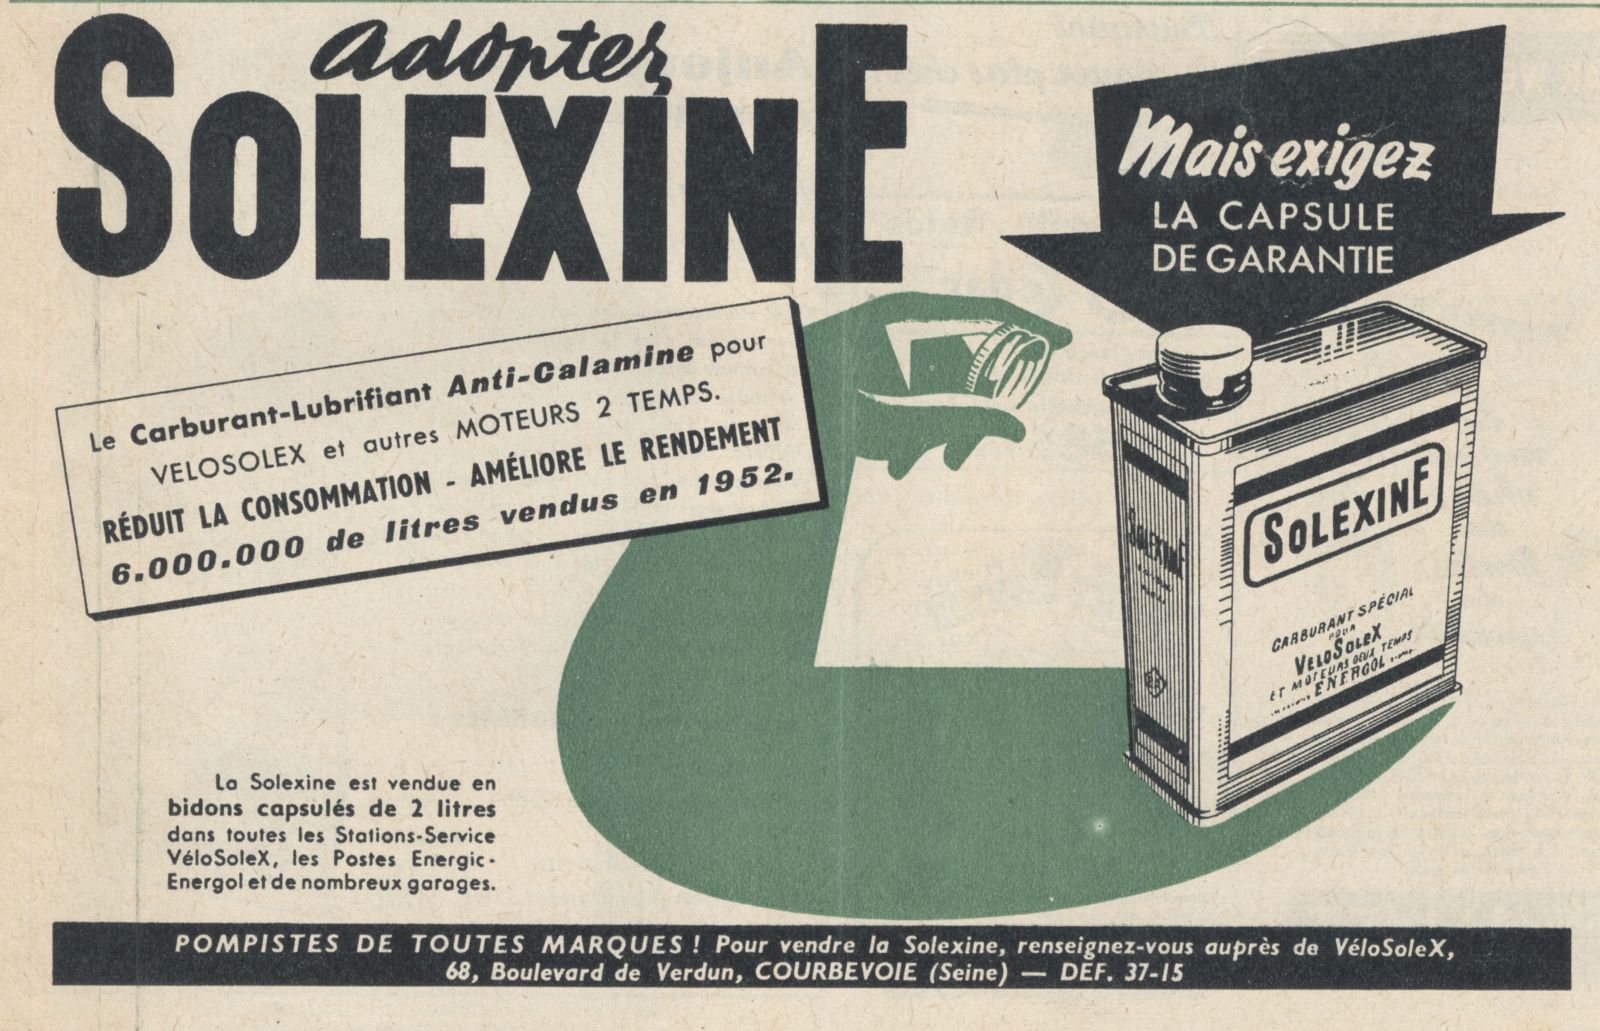 adoptez
SOLEXINE
Mais exigez
LA CAPSULE
DE GARANTIE
Le Carburant-Lubrifiant Anti-Calamine pour
VELOSOLEX et autres MOTEURS 2 TEMPS.
RÉDUIT LA CONSOMMATION - AMÉLIORE LE RENDEMENT
6.000.000 de litres vendus en 1952.
SOLEXINE
SOLEXINE
CARBURANT SPÉCIAL
POUR
VELOSOLEX
ET MOTEURS DEUX TEMPS
ENERGOL
La Solexine est vendue en
bidons capsulés de 2 litres
dans toutes les Stations-Service
VéloSoleX, les Postes Energic-
Energol et de nombreux garages.
POMPISTES DE TOUTES MARQUES ! Pour vendre la Solexine, renseignez-vous auprès de VéloSoleX,
68, Boulevard de Verdun, COURBEVOIE (Seine) — DEF. 37-15